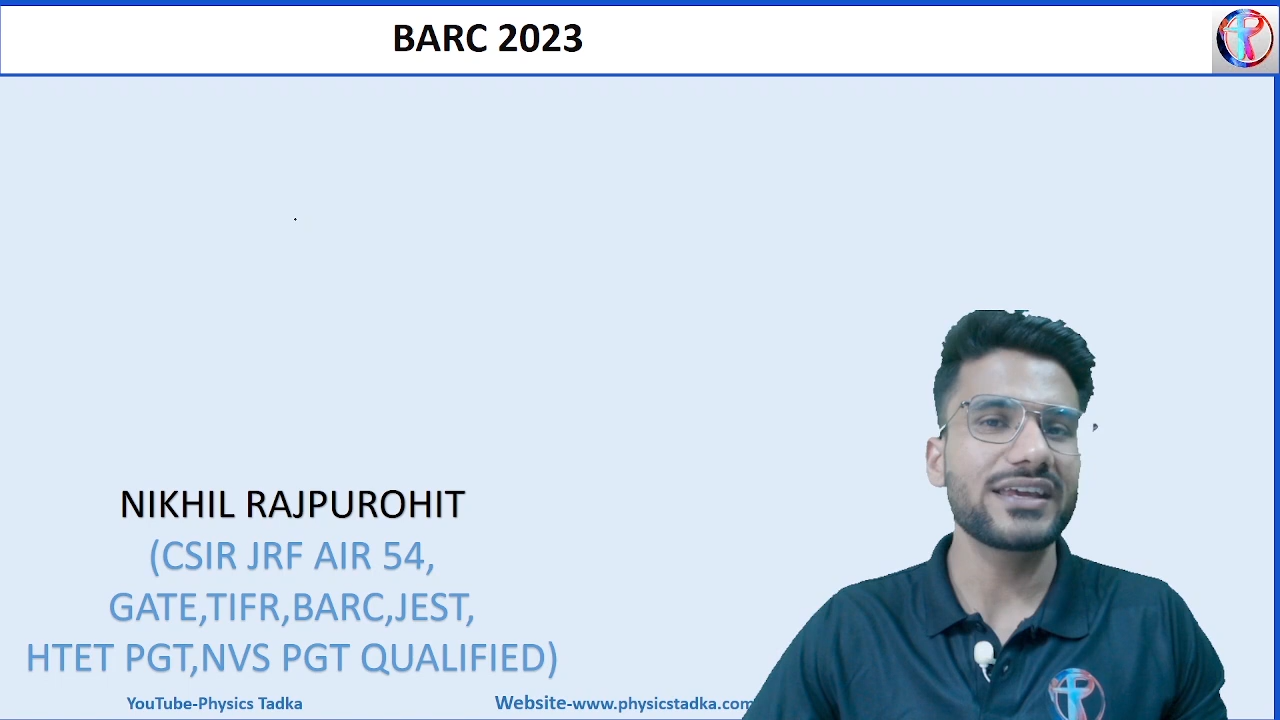 BARC 2023
NIKHIL RAJPUROHIT
(CSIR JRF AIR 54,
GATE,TIFR,BARC,JEST,
HTET PGT,NVS PGT QUALIFIED)
YouTube-Physics Tadka
Website-www.physicstadka.com